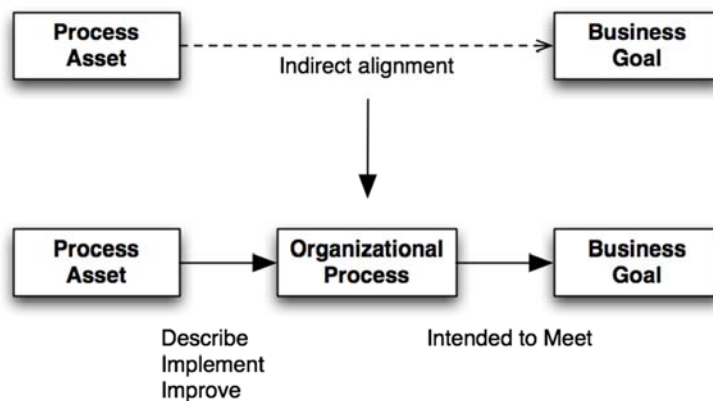 Process
Asset
Indirect alignment
Business
Goal
Process
Asset
Organizational
Process
Business
Goal
Describe
Implement
Improve
Intended to Meet